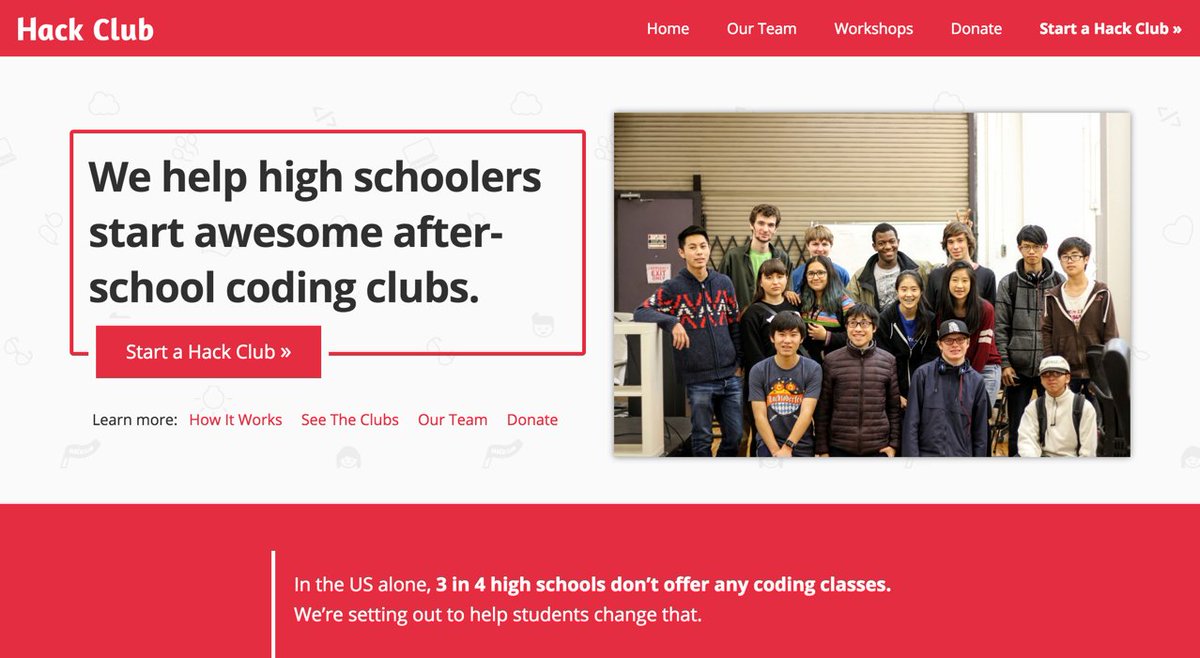 Hack Club
Home
Our Team
Workshops
Donate
Start a Hack Club »
We help high schoolers
start awesome after-
school coding clubs.
Start a Hack Club »
Learn more: How It Works See The Clubs Our Team Donate
In the US alone, 3 in 4 high schools don’t offer any coding classes.
We’re setting out to help students change that.